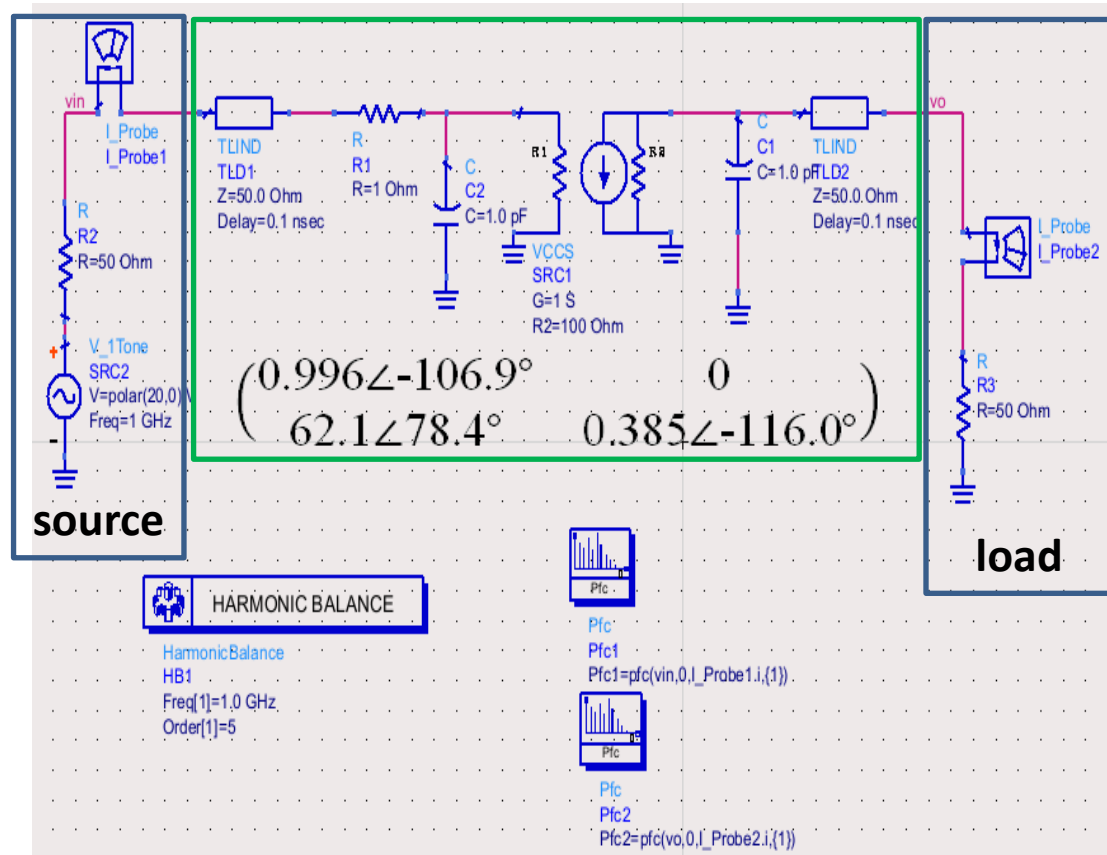 vin
I_Probe
I_Probe1
R
R2
R=50 Ohm
V_1Tone
SRC2
V=polar(20,0) V
Freq=1 GHz
source
TLIND
TLD1
Z=50.0 Ohm
Delay=0.1 nsec
R
R1
R=1 Ohm
C
C2
C=1.0 pF
R1
R2
VCCS
SRC1
G=1 S
R2=100 Ohm
C
C1
C=1.0 pF
TLIND
TLD2
Z=50.0 Ohm
Delay=0.1 nsec
0.996∠-106.9° 0
62.1∠78.4° 0.385∠-116.0°
vo
I_Probe
I_Probe2
R
R3
R=50 Ohm
load
HARMONIC BALANCE
HarmonicBalance
HB1
Freq[1]=1.0 GHz
Order[1]=5
Pfc
Pfc
Pfc1
Pfc1=pfc(vin,0,I_Probe1.i,{1})
Pfc
Pfc
Pfc2
Pfc2=pfc(vo,0,I_Probe2.i,{1})